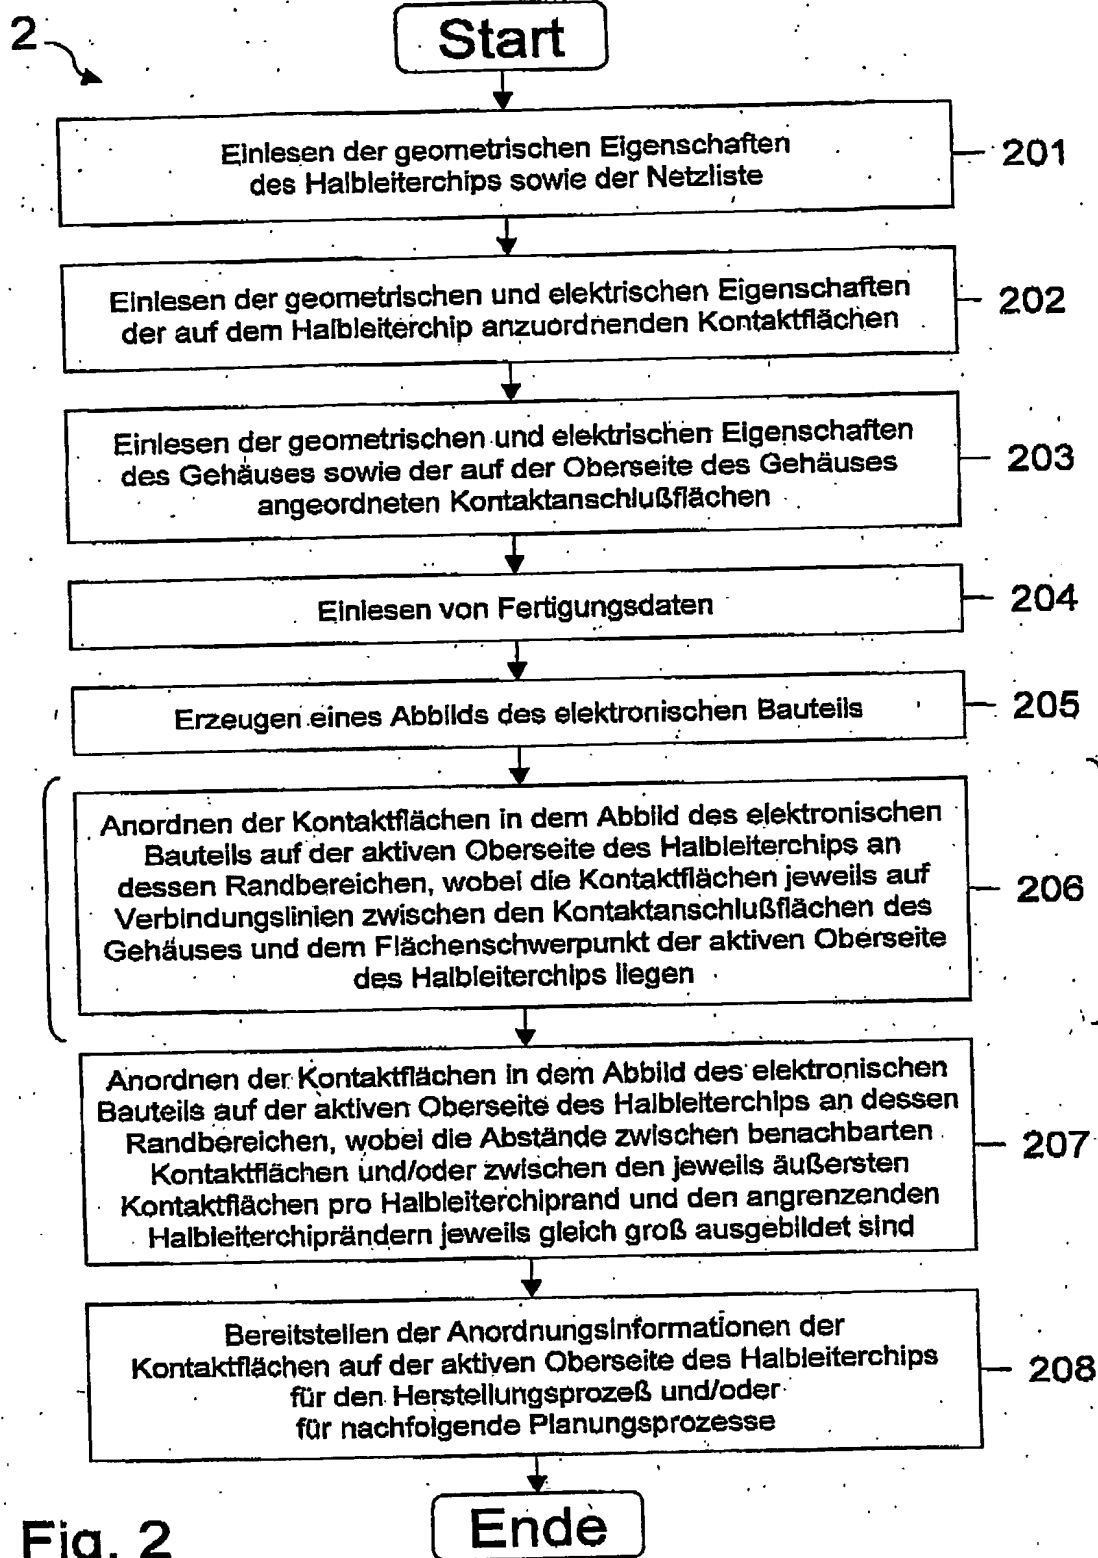 2
Start
Einlesen der geometrischen Eigenschaften
des Halbleiterchips sowie der Netzliste
201
Einlesen der geometrischen und elektrischen Eigenschaften
der auf dem Halbleiterchip anzuordnenden Kontaktflächen
202
Einlesen der geometrischen und elektrischen Eigenschaften
des Gehäuses sowie der auf der Oberseite des Gehäuses
angeordneten Kontaktanschlußflächen
203
Einlesen von Fertigungsdaten
204
Erzeugen eines Abbilds des elektronischen Bauteils
205
Anordnen der Kontaktflächen in dem Abbild des elektronischen
Bauteils auf der aktiven Oberseite des Halbleiterchips an
dessen Randbereichen, wobei die Kontaktflächen jeweils auf
Verbindungslinien zwischen den Kontaktanschlußflächen des
Gehäuses und dem Flächenschwerpunkt der aktiven Oberseite
des Halbleiterchips liegen
206
Anordnen der Kontaktflächen in dem Abbild des elektronischen
Bauteils auf der aktiven Oberseite des Halbleiterchips an dessen
Randbereichen, wobei die Abstände zwischen benachbarten
Kontaktflächen und/oder zwischen den jeweils äußersten
Kontaktflächen pro Halbleiterchiprand und den angrenzenden
Halbleiterchiprändern jeweils gleich groß ausgebildet sind
207
Bereitstellen der Anordnungsinformationen der
Kontaktflächen auf der aktiven Oberseite des Halbleiterchips
für den Herstellungsprozeß und/oder
für nachfolgende Planungsprozesse
208
Ende
Fig. 2